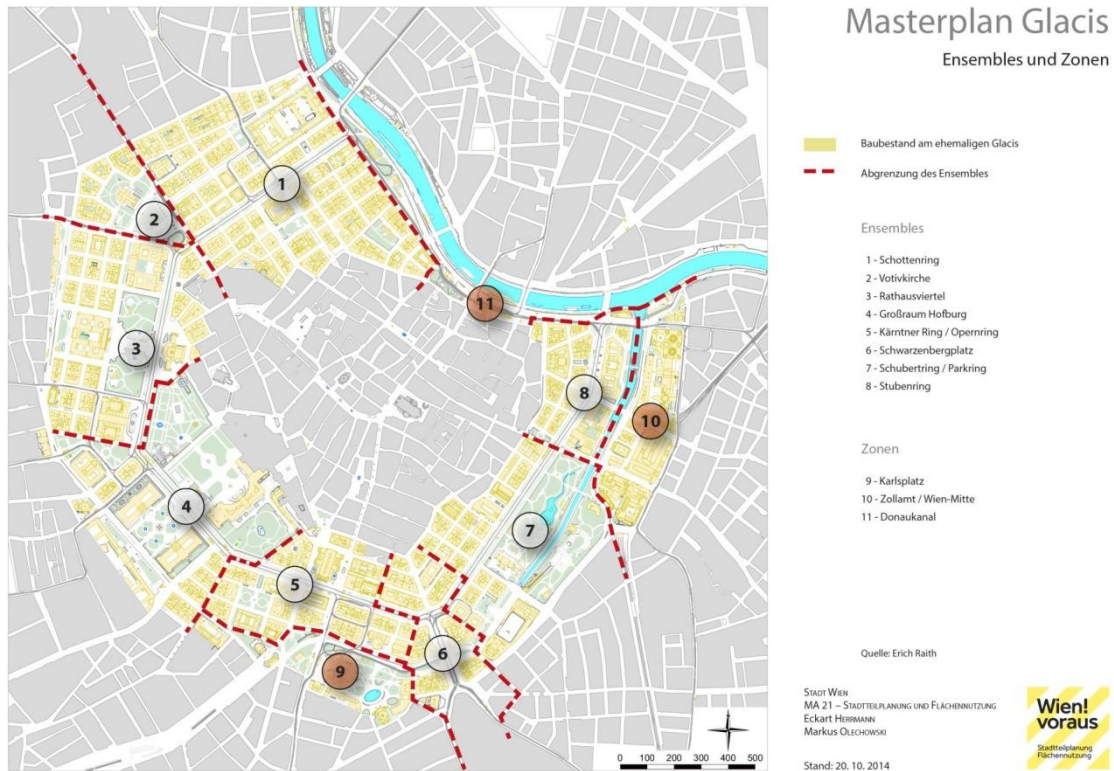 Masterplan Glacis
Ensembles und Zonen
Baubestand am ehemaligen Glacis
Abgrenzung des Ensembles
Ensembles
1 - Schottenring
2 - Votivkirche
3 - Rathausviertel
4 - Großraum Hofburg
5 - Kärntner Ring / Opernring
6 - Schwarzenbergplatz
7 - Schubertring / Parkring
8 - Stubenring
Zonen
9 - Karlsplatz
10 - Zollamt / Wien-Mitte
11 - Donaukanal
Quelle: Erich Raith
STADT WIEN
MA 21 – STADTTEILPLANUNG UND FLÄCHENNUTZUNG
Eckart HERRMANN
Markus OLECHOWSKI
Stand: 20. 10. 2014
Wien!
voraus
Stadtteilplanung
Flächennutzung
1
2
3
11
8
10
4
7
5
6
9
0 100 200 300 400 500